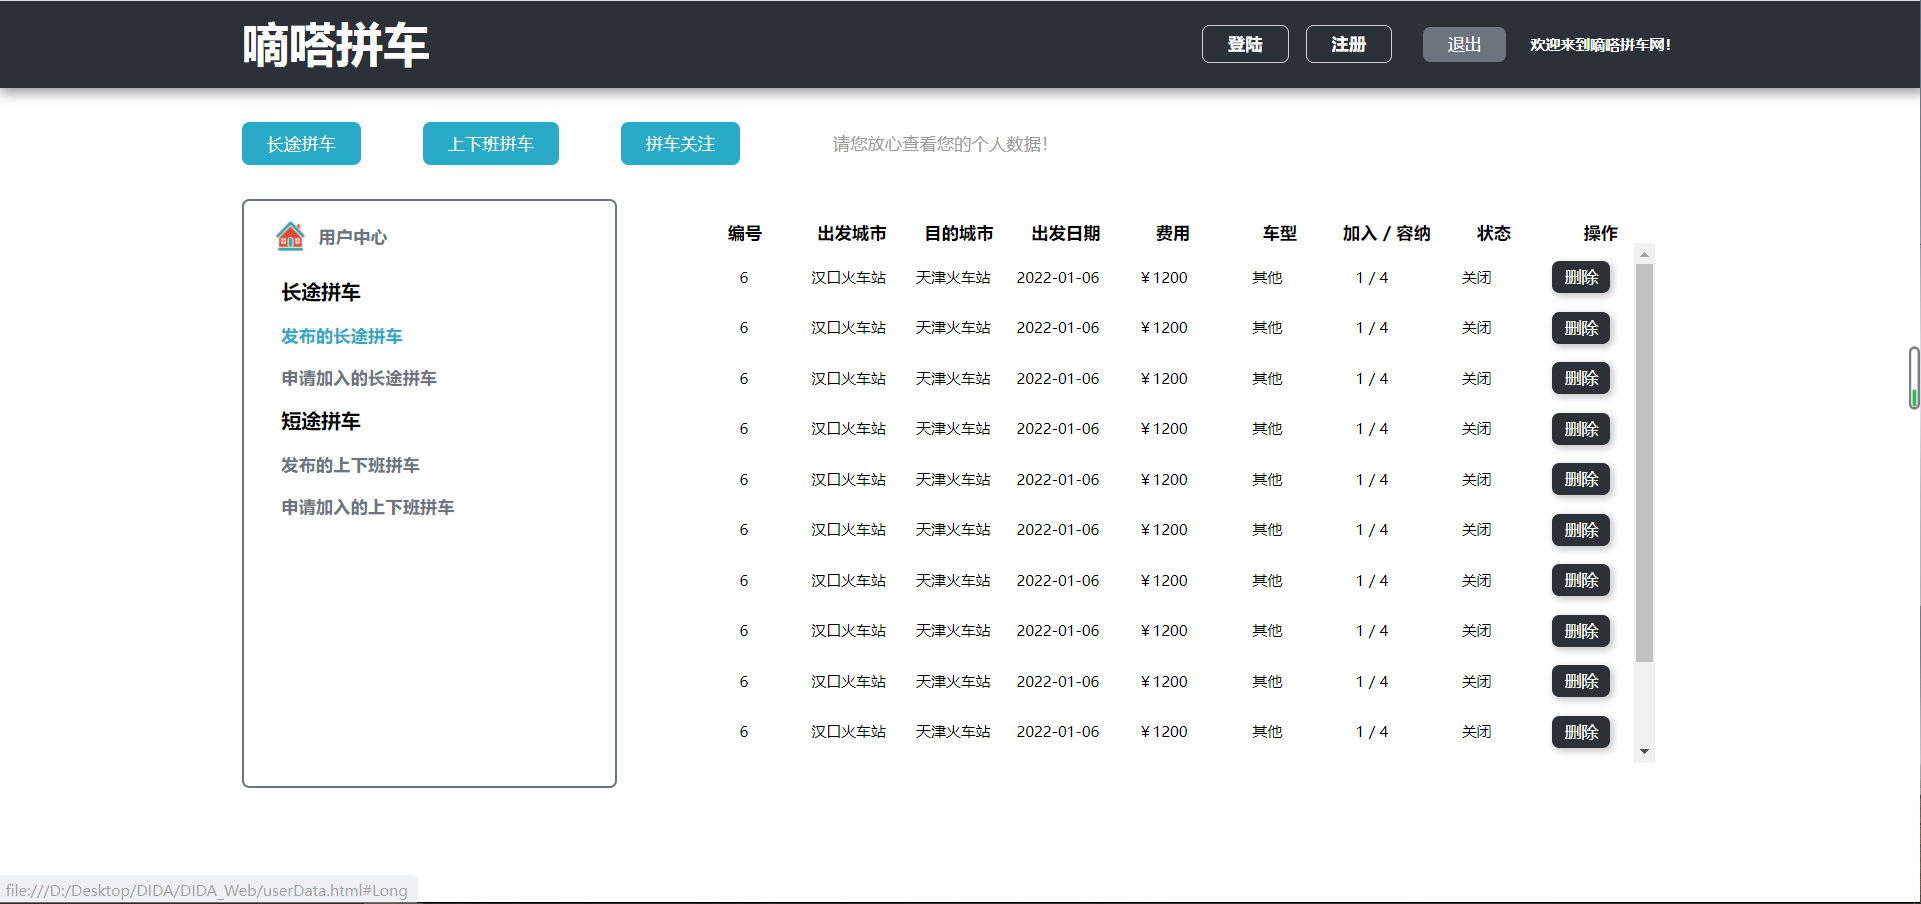 嘀嗒拼车
登陆 注册 退出 欢迎来到嘀嗒拼车网!
长途拼车 上下班拼车 拼车关注 请您放心查看您的个人数据!
用户中心
长途拼车
发布的长途拼车
申请加入的长途拼车
短途拼车
发布的上下班拼车
申请加入的上下班拼车
编号 出发城市 目的城市 出发日期 费用 车型 加入 / 容纳 状态 操作
6 汉口火车站 天津火车站 2022-01-06 ¥1200 其他 1 / 4 关闭 删除
6 汉口火车站 天津火车站 2022-01-06 ¥1200 其他 1 / 4 关闭 删除
6 汉口火车站 天津火车站 2022-01-06 ¥1200 其他 1 / 4 关闭 删除
6 汉口火车站 天津火车站 2022-01-06 ¥1200 其他 1 / 4 关闭 删除
6 汉口火车站 天津火车站 2022-01-06 ¥1200 其他 1 / 4 关闭 删除
6 汉口火车站 天津火车站 2022-01-06 ¥1200 其他 1 / 4 关闭 删除
6 汉口火车站 天津火车站 2022-01-06 ¥1200 其他 1 / 4 关闭 删除
6 汉口火车站 天津火车站 2022-01-06 ¥1200 其他 1 / 4 关闭 删除
6 汉口火车站 天津火车站 2022-01-06 ¥1200 其他 1 / 4 关闭 删除
6 汉口火车站 天津火车站 2022-01-06 ¥1200 其他 1 / 4 关闭 删除
file:///D:/Desktop/DIDA/DIDA_Web/userData.html#Long